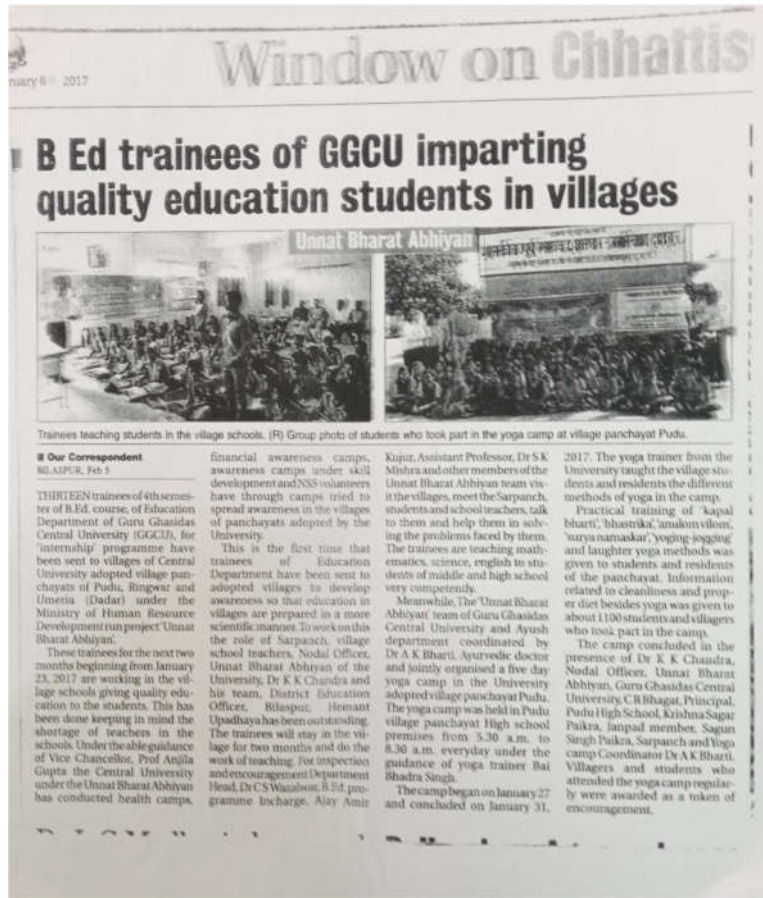 ruary 6 2017
Window on Chhattis
B Ed trainees of GGCU imparting
quality education students in villages
Unnat Bharat Abhiyan
Trainees teaching students in the village schools. (R) Group photo of students who took part in the yoga camp at village panchayat Pudu.
Our Correspondent
BILASPUR, Feb 5
THIRTEEN trainees of 4th semes-
ter of B.Ed. course, of Education
Department of Guru Ghasidas
Central University (GGCU), for
'internship' programme have
been sent to villages of Central
University adopted village pan-
chayats of Pudu, Ringwar and
Umeria (Dadar) under the
Ministry of Human Resource
Development run project 'Unnat
Bharat Abhiyan'.
These trainees for the next two
months beginning from January
23, 2017 are working in the vil-
lage schools giving quality edu-
cation to the students. This has
been done keeping in mind the
shortage of teachers in the
schools. Under the able guidance
of Vice Chancellor, Prof Anjila
Gupta the Central University
under the Unnat Bharat Abhiyan
has conducted health camps,
financial awareness camps,
awareness camps under skill
development and NSS volunteers
have through camps tried to
spread awareness in the villages
of panchayats adopted by the
University.
This is the first time that
trainees of Education
Department have been sent to
adopted villages to develop
awareness so that education in
villages are prepared in a more
scientific manner. To work on this
the role of Sarpanch, village
school teachers, Nodal Officer,
Unnat Bharat Abhiyan of the
University, Dr K K Chandra and
his team, District Education
Officer, Bilaspur, Hemant
Upadhaya has been outstanding.
The trainees will stay in the vil-
lage for two months and do the
work of teaching. For inspection
and encouragement Department
Head, Dr C S Wazalwar, B.Ed. pro-
gramme Incharge, Ajay Amir
Kujur, Assistant Professor, Dr S K
Mishra and other members of the
Unnat Bharat Abhiyan team vis-
it the villages, meet the Sarpanch,
students and school teachers, talk
to them and help them in solv-
ing the problems faced by them.
The trainees are teaching math-
ematics, science, english to stu-
dents of middle and high school
very competently.
Meanwhile, The 'Unnat Bharat
Abhiyan' team of Guru Ghasidas
Central University and Ayush
department coordinated by
Dr A K Bharti, Ayurvedic doctor
and jointly organised a five day
yoga camp in the University
adopted village panchayat Pudu.
The yoga camp was held in Pudu
village panchayat High school
premises from 5.30 a.m. to
8.30 a.m. everyday under the
guidance of yoga trainer Bai
Bhadra Singh.
The camp began on January 27
and concluded on January 31,
2017. The yoga trainer from the
University taught the village stu-
dents and residents the different
methods of yoga in the camp.
Practical training of 'kapal
bharti', 'bhastrika', 'anulom vilom',
'surya namaskar', 'yoging-jogging'
and laughter yoga methods was
given to students and residents
of the panchayat. Information
related to cleanliness and prop-
er diet besides yoga was given to
about 1100 students and villagers
who took part in the camp.
The camp concluded in the
presence of Dr K K Chandra,
Nodal Officer, Unnat Bharat
Abhiyan, Guru Ghasidas Central
University, C R Bhagat, Principal,
Pudu High School, Krishna Sagar
Paikra, Janpad member, Sagun
Singh Paikra, Sarpanch and Yoga
camp Coordinator Dr A K Bharti.
Villagers and students who
attended the yoga camp regular-
ly were awarded as a token of
encouragement.